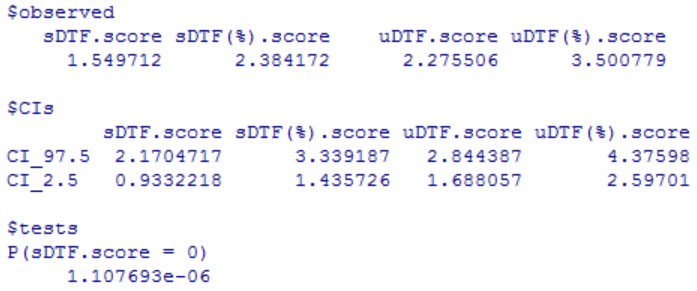 $observed
sDTF.score sDTF(%).score uDTF.score uDTF(%).score
1.549712 2.384172 2.275506 3.500779
$CIs
sDTF.score sDTF(%).score uDTF.score uDTF(%).score
CI_97.5 2.1704717 3.339187 2.844387 4.37598
CI_2.5 0.9332218 1.435726 1.688057 2.59701
$tests
P(sDTF.score = 0)
1.107693e-06